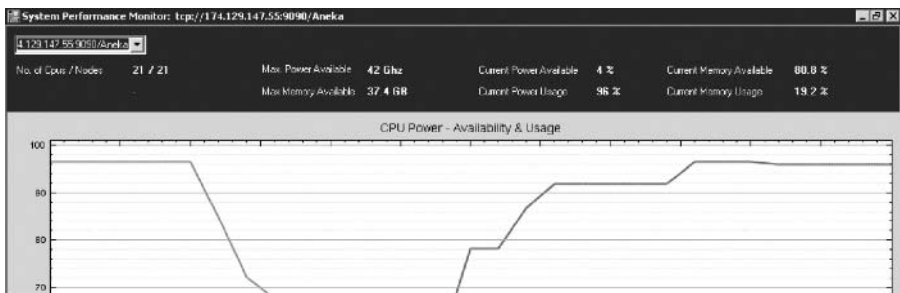 System Performance Monitor: tcp://174.129.147.55:9090/Aneka
4.129.147.55:9090/Aneka
No. of Cpus / Nodes 21 / 21 Max. Power Available 42 Ghz Current Power Available 4 % Current Memory Available 80.8 %
Max Memory Available 37.4 GB Current Power Usage 96 % Current Memory Usage 19.2 %
CPU Power - Availability & Usage
100
90
80
70